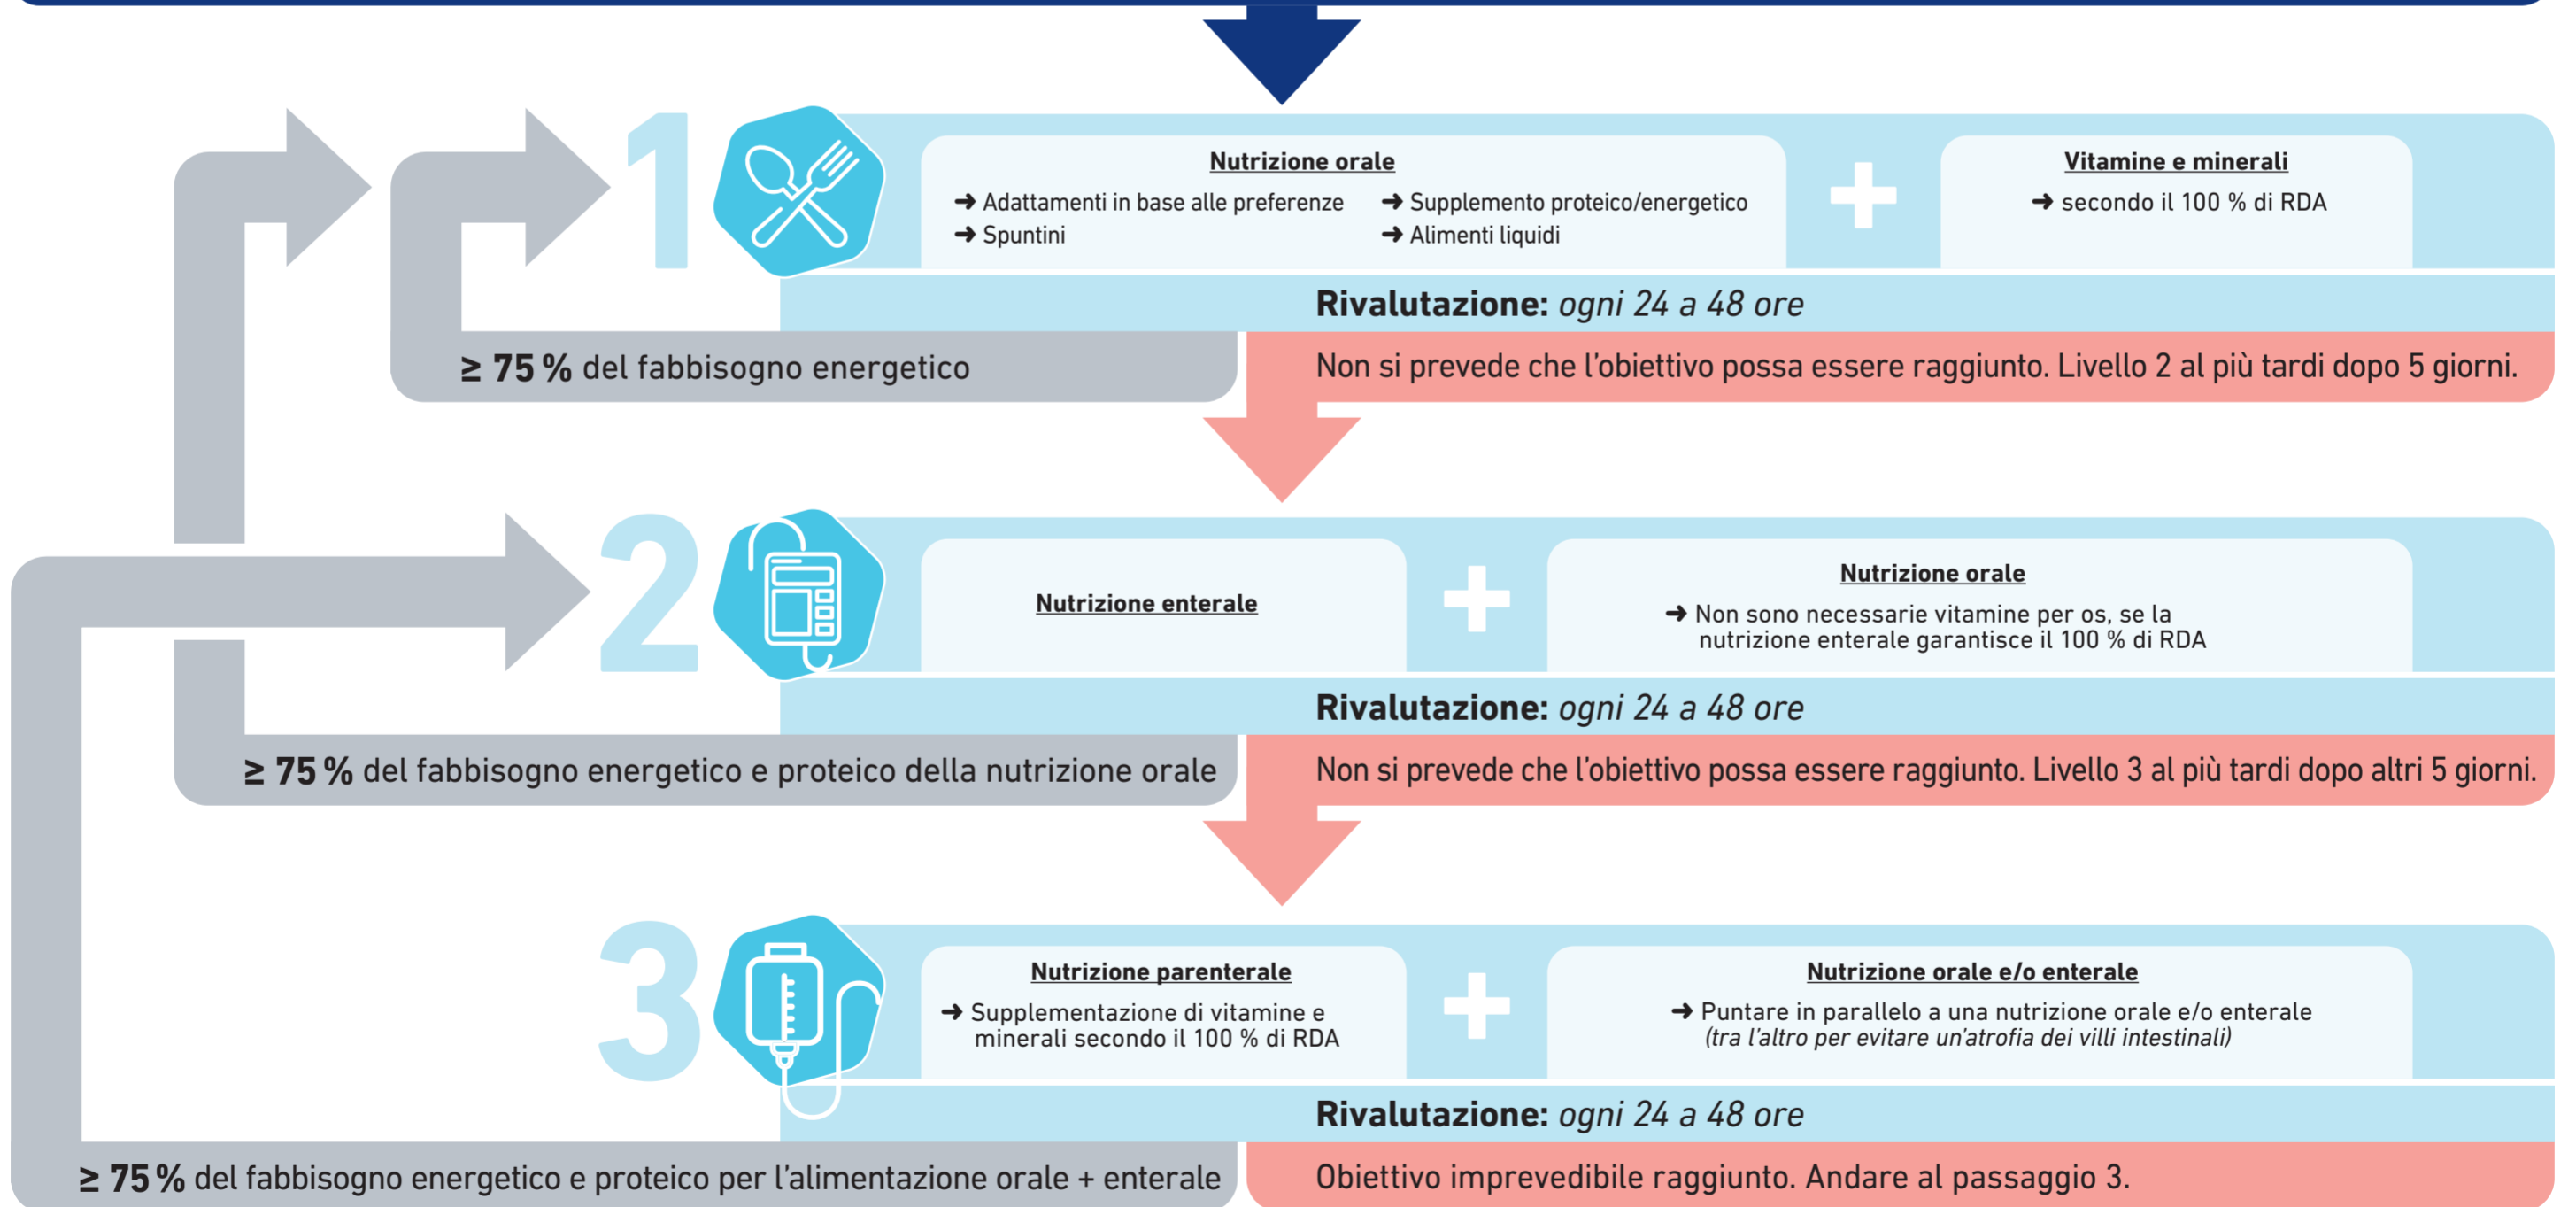 1
Nutrizione orale
➜ Adattamenti in base alle preferenze
➜ Spuntini
➜ Supplemento proteico/energetico
➜ Alimenti liquidi
+
Vitamine e minerali
➜ secondo il 100 % di RDA
Rivalutazione: ogni 24 a 48 ore
≥ 75 % del fabbisogno energetico
Non si prevede che l'obiettivo possa essere raggiunto. Livello 2 al più tardi dopo 5 giorni.
2
Nutrizione enterale
+
Nutrizione orale
➜ Non sono necessarie vitamine per os, se la
nutrizione enterale garantisce il 100 % di RDA
Rivalutazione: ogni 24 a 48 ore
≥ 75 % del fabbisogno energetico e proteico della nutrizione orale
Non si prevede che l'obiettivo possa essere raggiunto. Livello 3 al più tardi dopo altri 5 giorni.
3
Nutrizione parenterale
➜ Supplementazione di vitamine e
minerali secondo il 100 % di RDA
+
Nutrizione orale e/o enterale
➜ Puntare in parallelo a una nutrizione orale e/o enterale
(tra l'altro per evitare un'atrofia dei villi intestinali)
Rivalutazione: ogni 24 a 48 ore
≥ 75 % del fabbisogno energetico e proteico per l'alimentazione orale + enterale
Obiettivo imprevedibile raggiunto. Andare al passaggio 3.